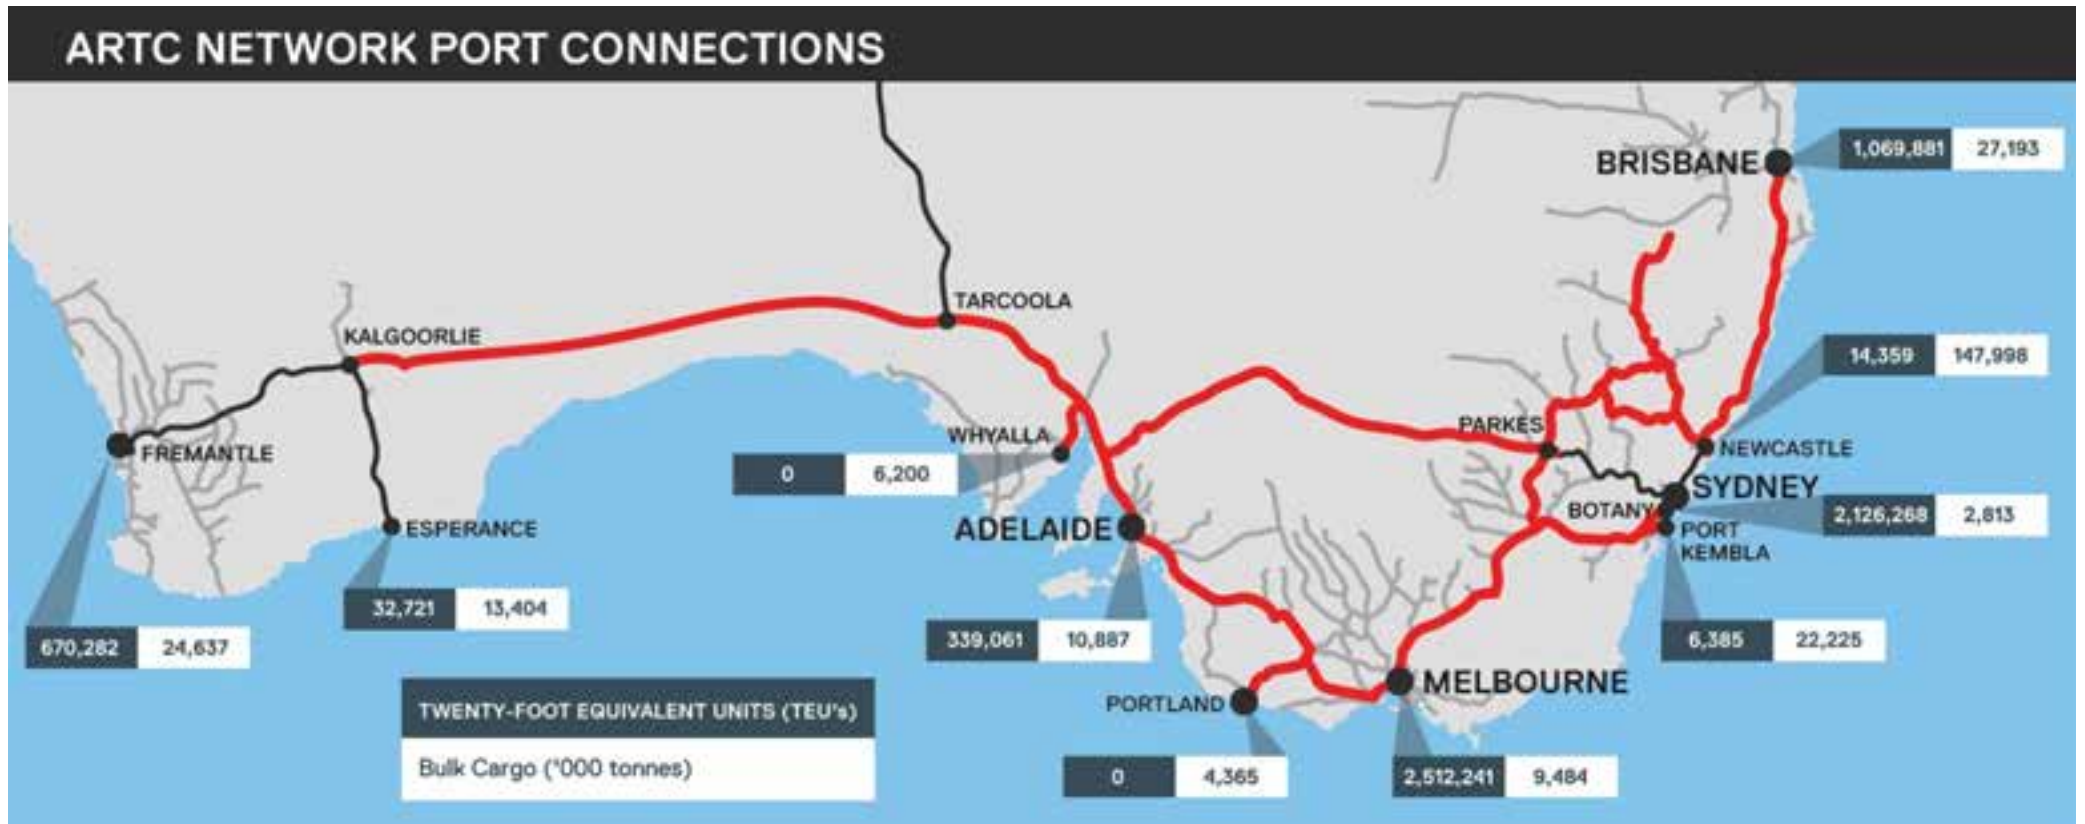 ARTC NETWORK PORT CONNECTIONS
BRISBANE
1,069,881 27,193
TARCOOLA
KALGOORLIE
14,359 147,998
PARKES
WHYALLA
NEWCASTLE
FREMANTLE
0 6,200
SYDNEY
BOTANY
2,126,268 2,813
ADELAIDE
ESPERANCE
PORT
KEMBLA
32,721 13,404
339,061 10,887
6,385 22,225
670,282 24,637
MELBOURNE
PORTLAND
TWENTY-FOOT EQUIVALENT UNITS (TEU's)
Bulk Cargo ('000 tonnes)
0 4,365
2,512,241 9,484